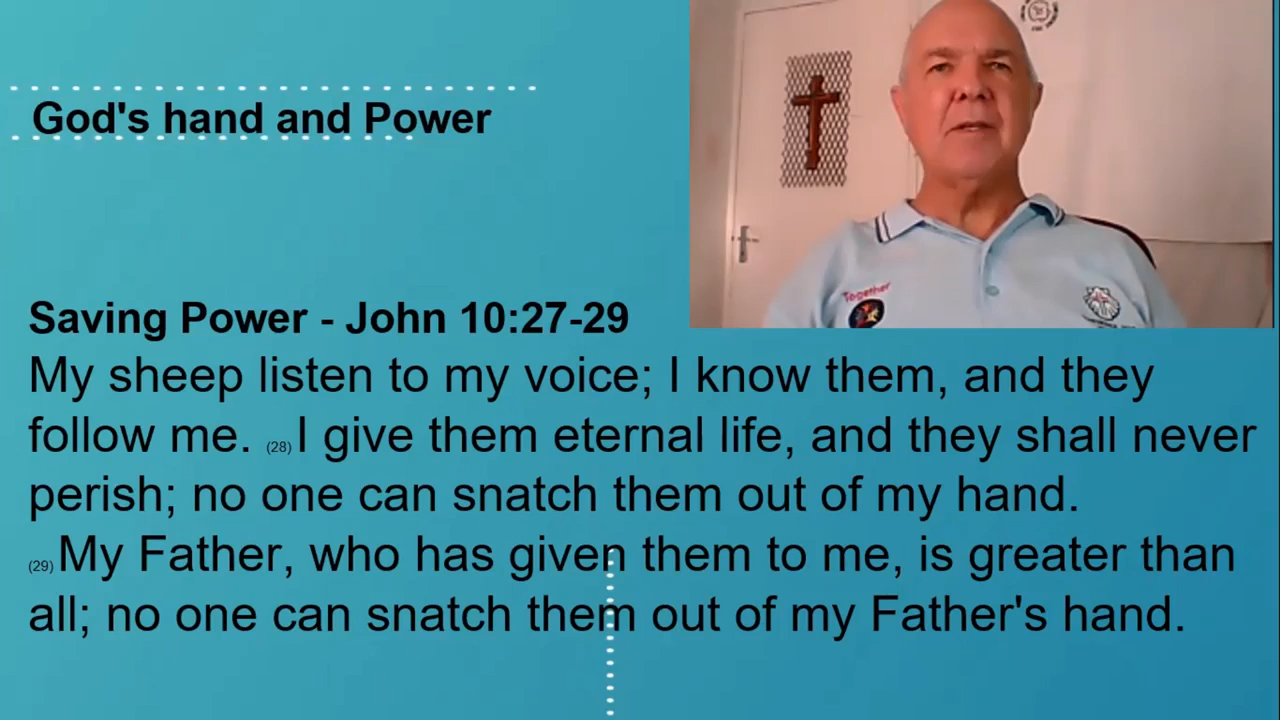 God's hand and Power
Together
Saving Power - John 10:27-29
My sheep listen to my voice; I know them, and they
follow me. (28) I give them eternal life, and they shall never
perish; no one can snatch them out of my hand.
(29) My Father, who has given them to me, is greater than
all; no one can snatch them out of my Father's hand.